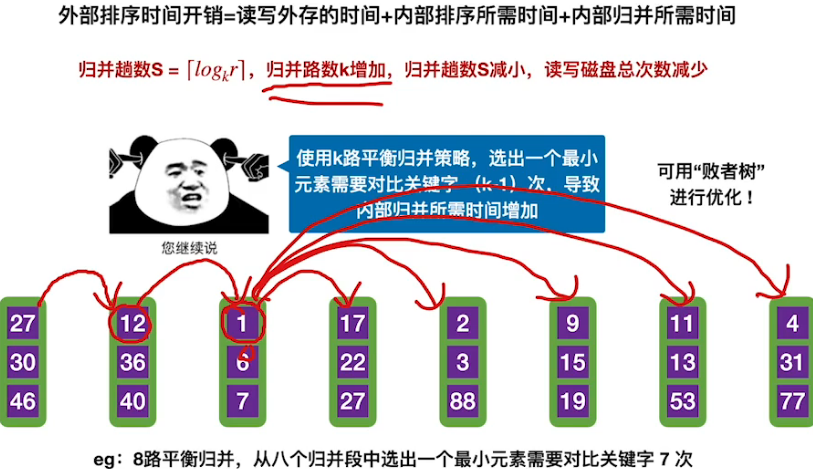 外部排序时间开销=读写外存的时间+内部排序所需时间+内部归并所需时间
归并趟数S = ⌈logₖr⌉，归并路数k增加，归并趟数S减小，读写磁盘总次数减少
使用k路平衡归并策略，选出一个最小
元素需要对比关键字 （k-1）次，导致
内部归并所需时间增加
可用“败者树”
进行优化！
您继续说
27 12 1 17 2 9 11 4
30 36 6 22 3 15 13 31
46 40 7 27 88 19 53 77
eg：8路平衡归并，从八个归并段中选出一个最小元素需要对比关键字 7 次